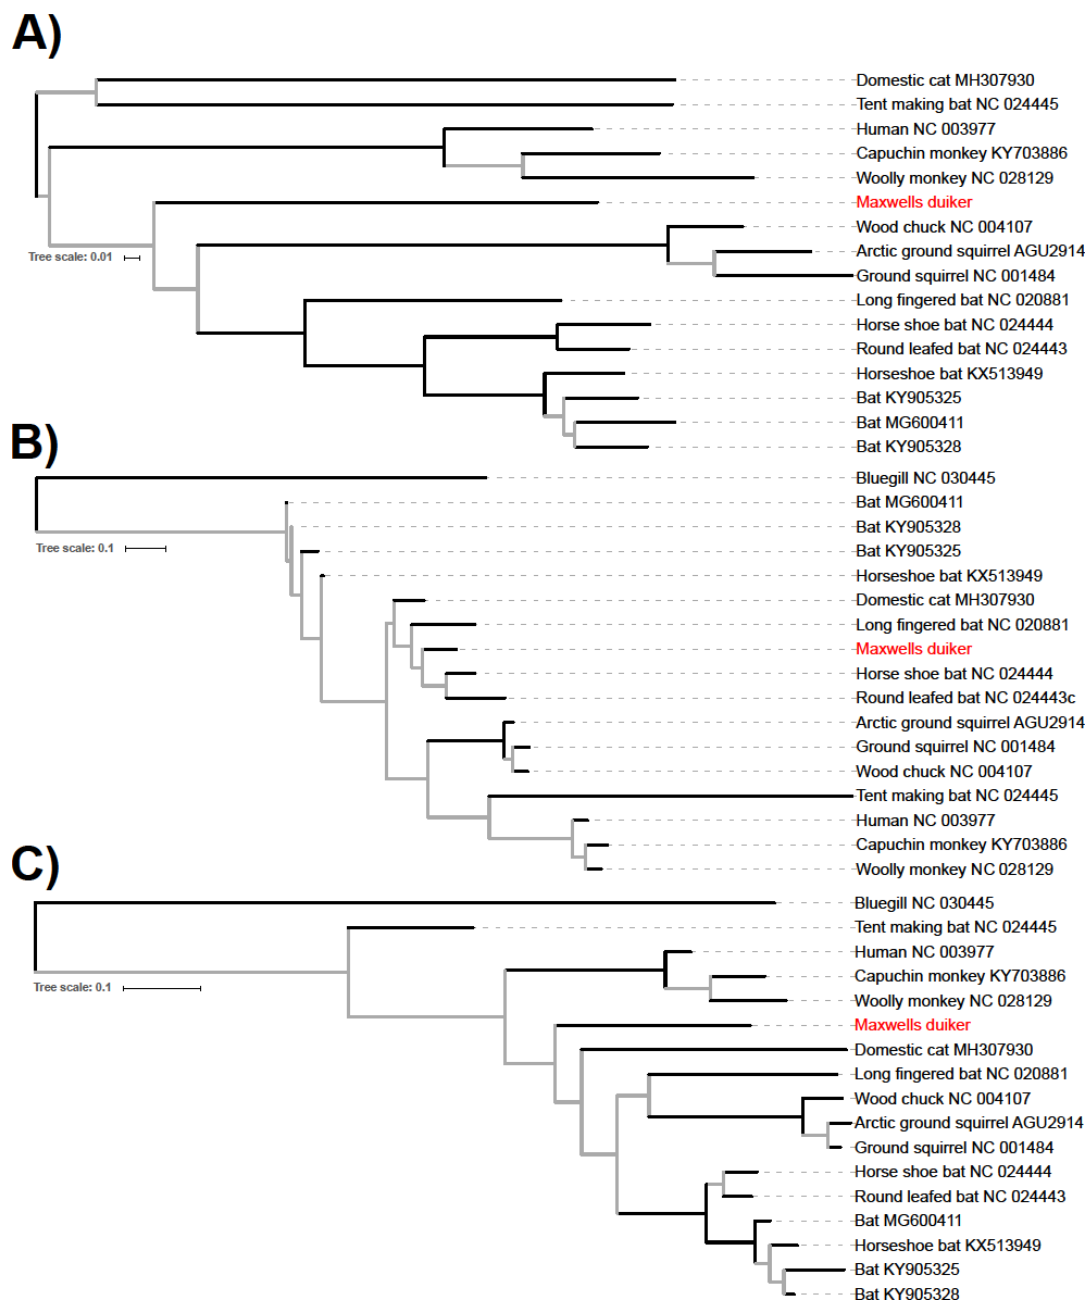 A)
Domestic cat MH307930
Tent making bat NC 024445
Human NC 003977
Capuchin monkey KY703886
Woolly monkey NC 028129
Maxwells duiker
Wood chuck NC 004107
Tree scale: 0.01
Arctic ground squirrel AGU2914
Ground squirrel NC 001484
Long fingered bat NC 020881
Horse shoe bat NC 024444
Round leafed bat NC 024443
Horseshoe bat KX513949
Bat KY905325
Bat MG600411
Bat KY905328
B)
Bluegill NC 030445
Bat MG600411
Bat KY905328
Tree scale: 0.1
Bat KY905325
Horseshoe bat KX513949
Domestic cat MH307930
Long fingered bat NC 020881
Maxwells duiker
Horse shoe bat NC 024444
Round leafed bat NC 024443c
Arctic ground squirrel AGU2914
Ground squirrel NC 001484
Wood chuck NC 004107
Tent making bat NC 024445
Human NC 003977
Capuchin monkey KY703886
Woolly monkey NC 028129
C)
Bluegill NC 030445
Tent making bat NC 024445
Human NC 003977
Capuchin monkey KY703886
Tree scale: 0.1
Woolly monkey NC 028129
Maxwells duiker
Domestic cat MH307930
Long fingered bat NC 020881
Wood chuck NC 004107
Arctic ground squirrel AGU2914
Ground squirrel NC 001484
Horse shoe bat NC 024444
Round leafed bat NC 024443
Bat MG600411
Horseshoe bat KX513949
Bat KY905325
Bat KY905328